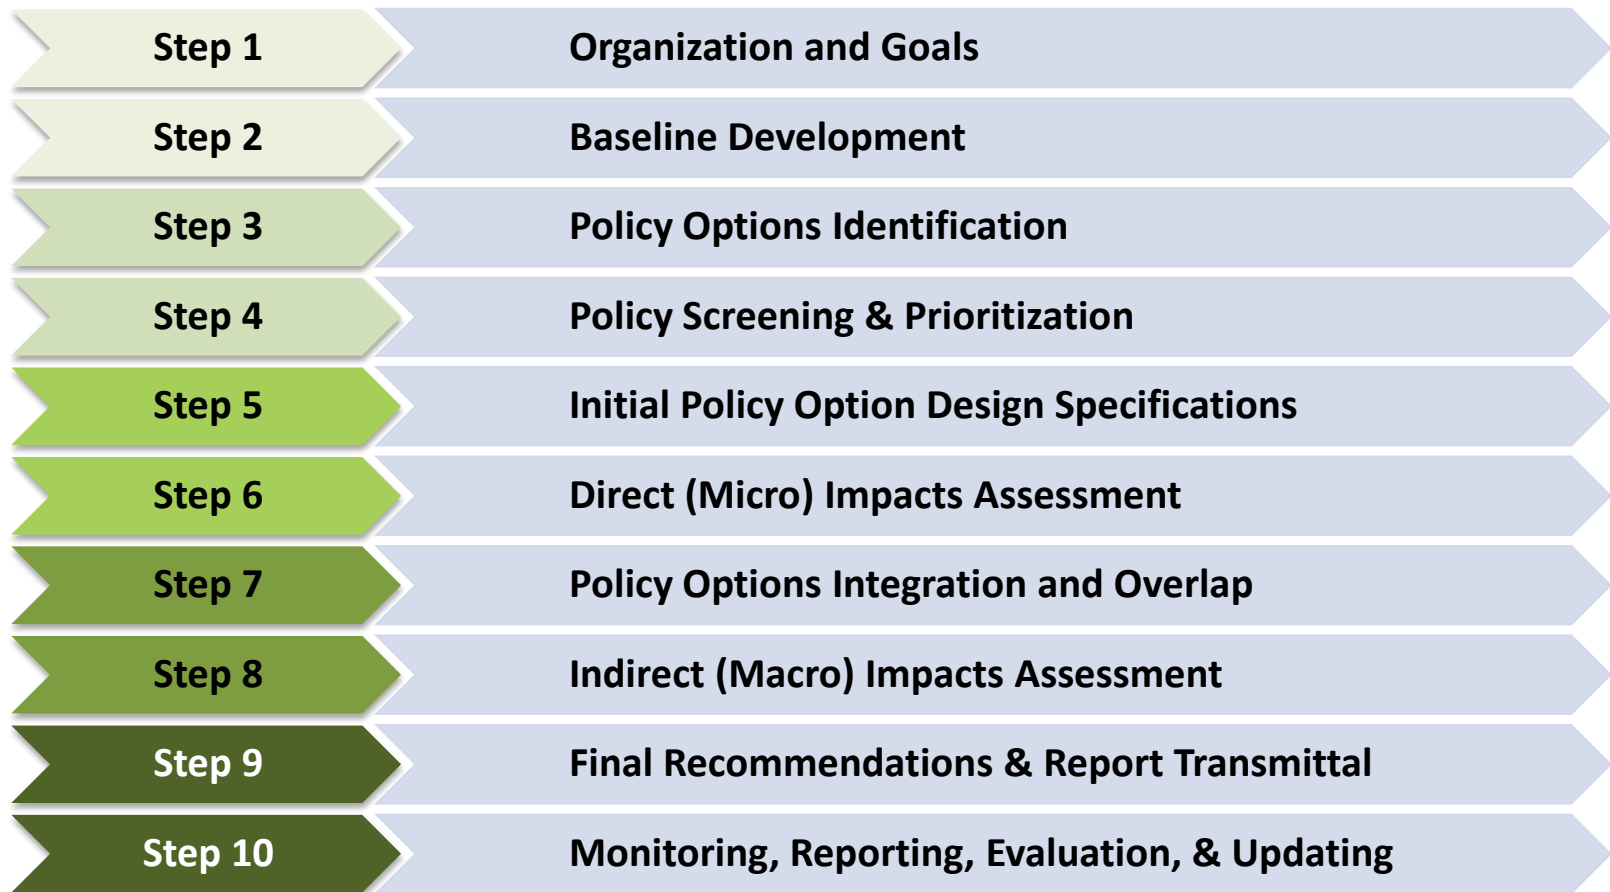 Step 1 Organization and Goals
Step 2 Baseline Development
Step 3 Policy Options Identification
Step 4 Policy Screening & Prioritization
Step 5 Initial Policy Option Design Specifications
Step 6 Direct (Micro) Impacts Assessment
Step 7 Policy Options Integration and Overlap
Step 8 Indirect (Macro) Impacts Assessment
Step 9 Final Recommendations & Report Transmittal
Step 10 Monitoring, Reporting, Evaluation, & Updating